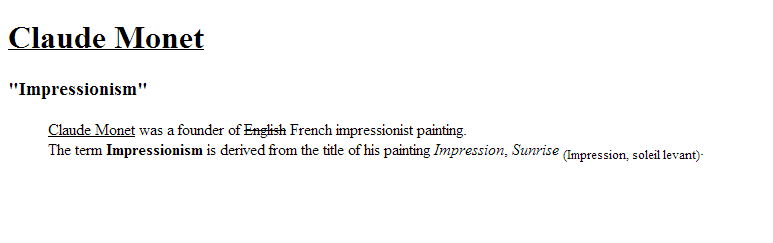 Claude Monet
"Impressionism"
Claude Monet was a founder of English French impressionist painting.
The term Impressionism is derived from the title of his painting Impression, Sunrise (Impression, soleil levant).